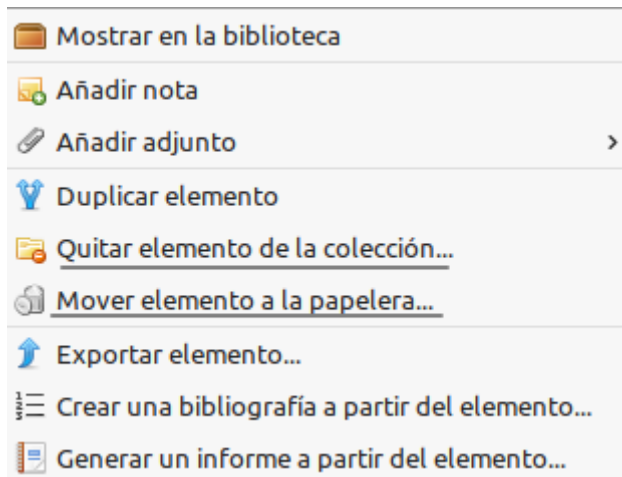 Mostrar en la biblioteca
Añadir nota
Añadir adjunto
Duplicar elemento
Quitar elemento de la colección...
Mover elemento a la papelera...
Exportar elemento...
Crear una bibliografía a partir del elemento...
Generar un informe a partir del elemento...